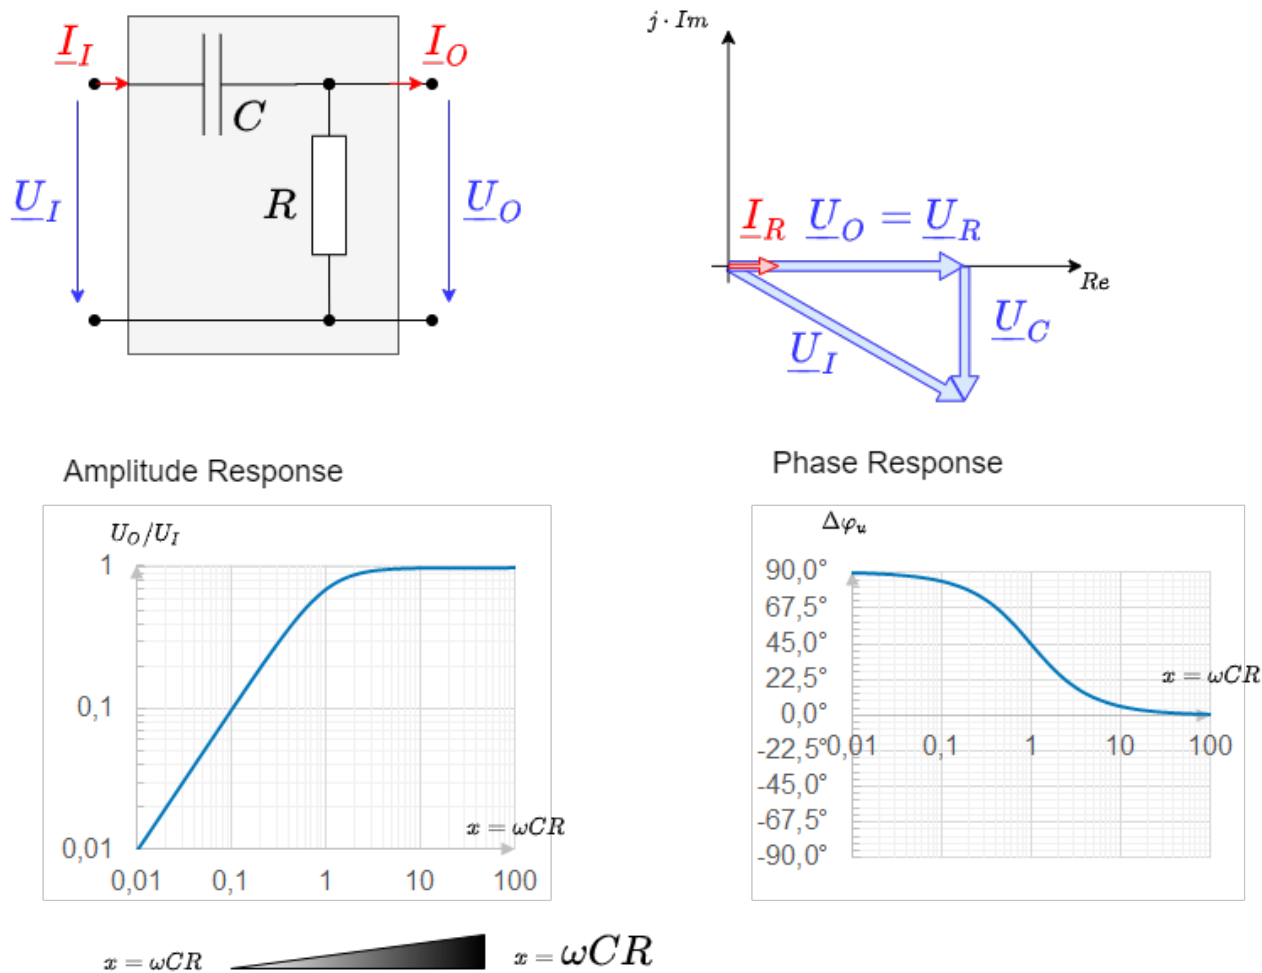 I_I
I_O
C
U_I
R
U_O
j · Im
I_R U_O = U_R
Re
U_C
U_I
Amplitude Response
U_O/U_I
1
0,1
0,01
x = ωCR
0,01 0,1 1 10 100
Phase Response
Δφ_u
90,0°
67,5°
45,0°
22,5°
x = ωCR
0,0°
-22,5°
0,01 0,1 1 10 100
-45,0°
-67,5°
-90,0°
x = ωCR
x = ωCR